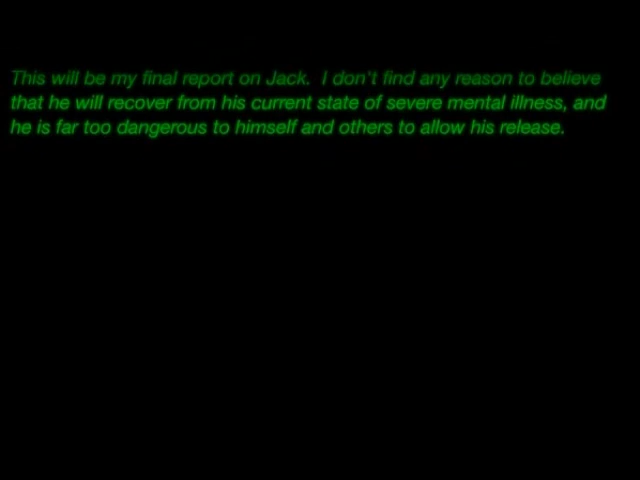 This will be my final report on Jack.  I don't find any reason to believe
that he will recover from his current state of severe mental illness, and
he is far too dangerous to himself and others to allow his release.